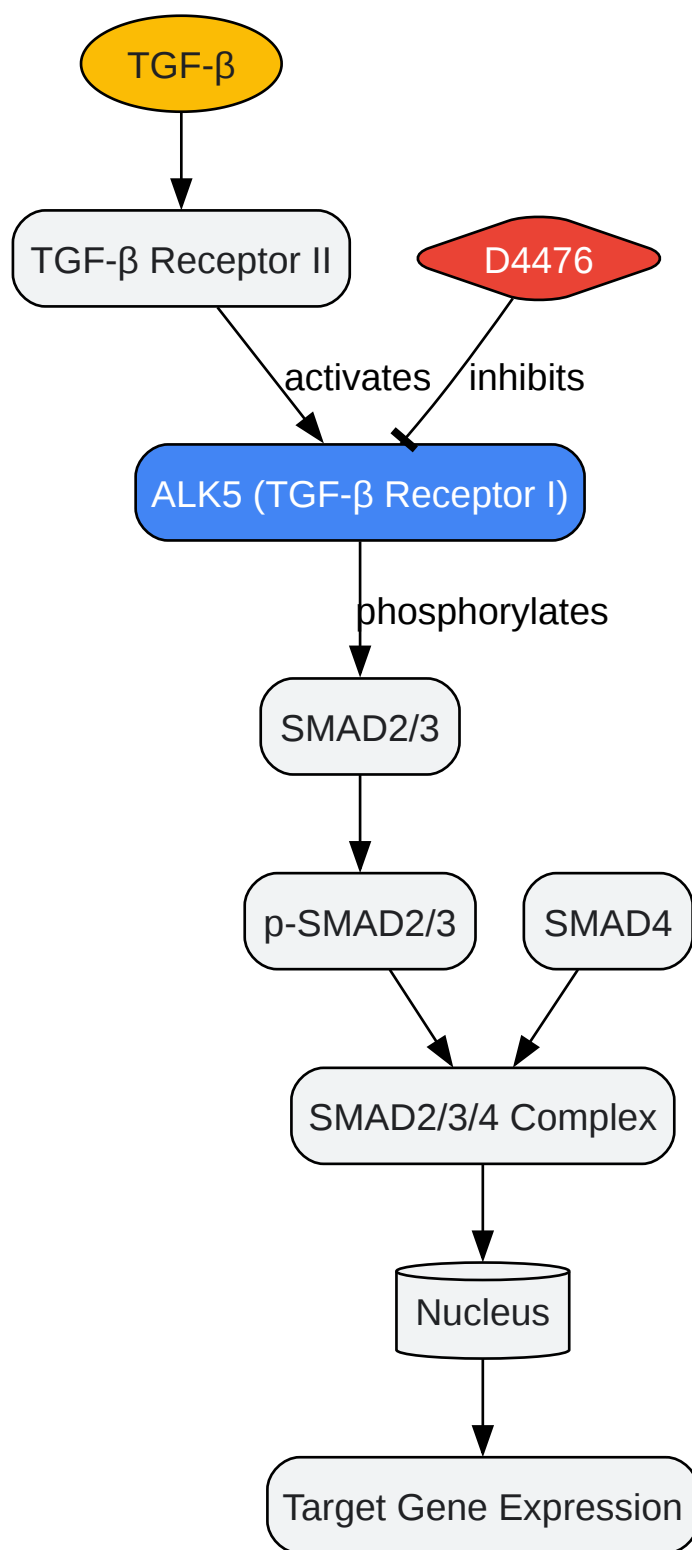 TGF-β
TGF-β Receptor II
D4476
activates
inhibits
ALK5 (TGF-β Receptor I)
phosphorylates
SMAD2/3
p-SMAD2/3
SMAD4
SMAD2/3/4 Complex
Nucleus
Target Gene Expression